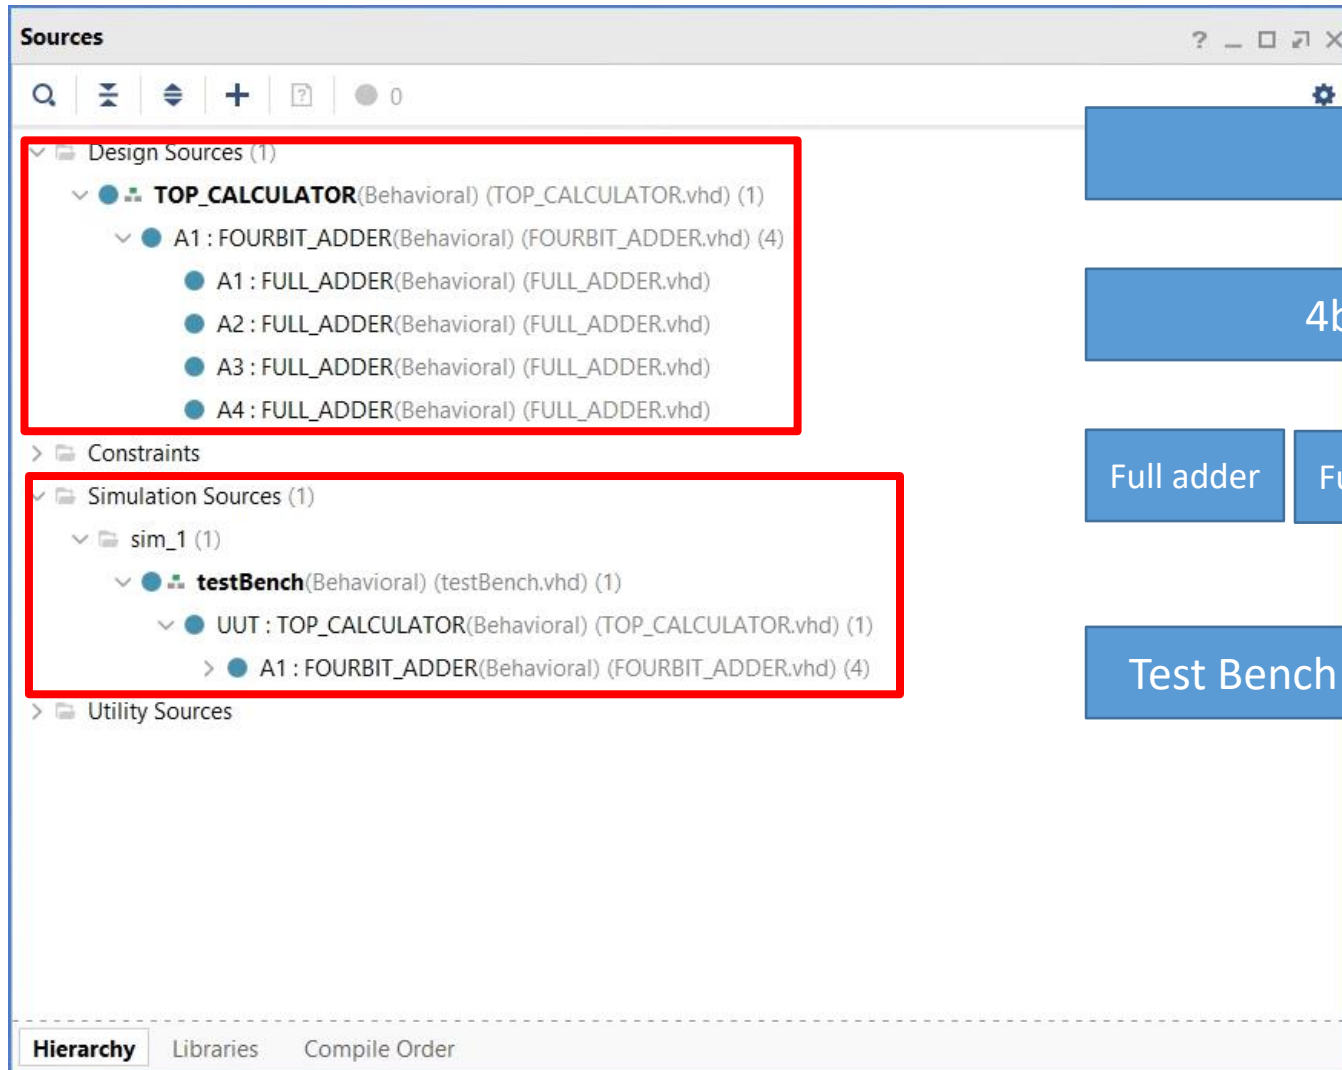 Sources
0
Design Sources (1)
TOP_CALCULATOR(Behavioral) (TOP_CALCULATOR.vhd) (1)
A1 : FOURBIT_ADDER(Behavioral) (FOURBIT_ADDER.vhd) (4)
A1 : FULL_ADDER(Behavioral) (FULL_ADDER.vhd)
A2 : FULL_ADDER(Behavioral) (FULL_ADDER.vhd)
A3 : FULL_ADDER(Behavioral) (FULL_ADDER.vhd)
A4 : FULL_ADDER(Behavioral) (FULL_ADDER.vhd)
Constraints
Simulation Sources (1)
sim_1 (1)
testBench(Behavioral) (testBench.vhd) (1)
UUT : TOP_CALCULATOR(Behavioral) (TOP_CALCULATOR.vhd) (1)
A1 : FOURBIT_ADDER(Behavioral) (FOURBIT_ADDER.vhd) (4)
Utility Sources
Hierarchy Libraries Compile Order
Full adder
Test Bench